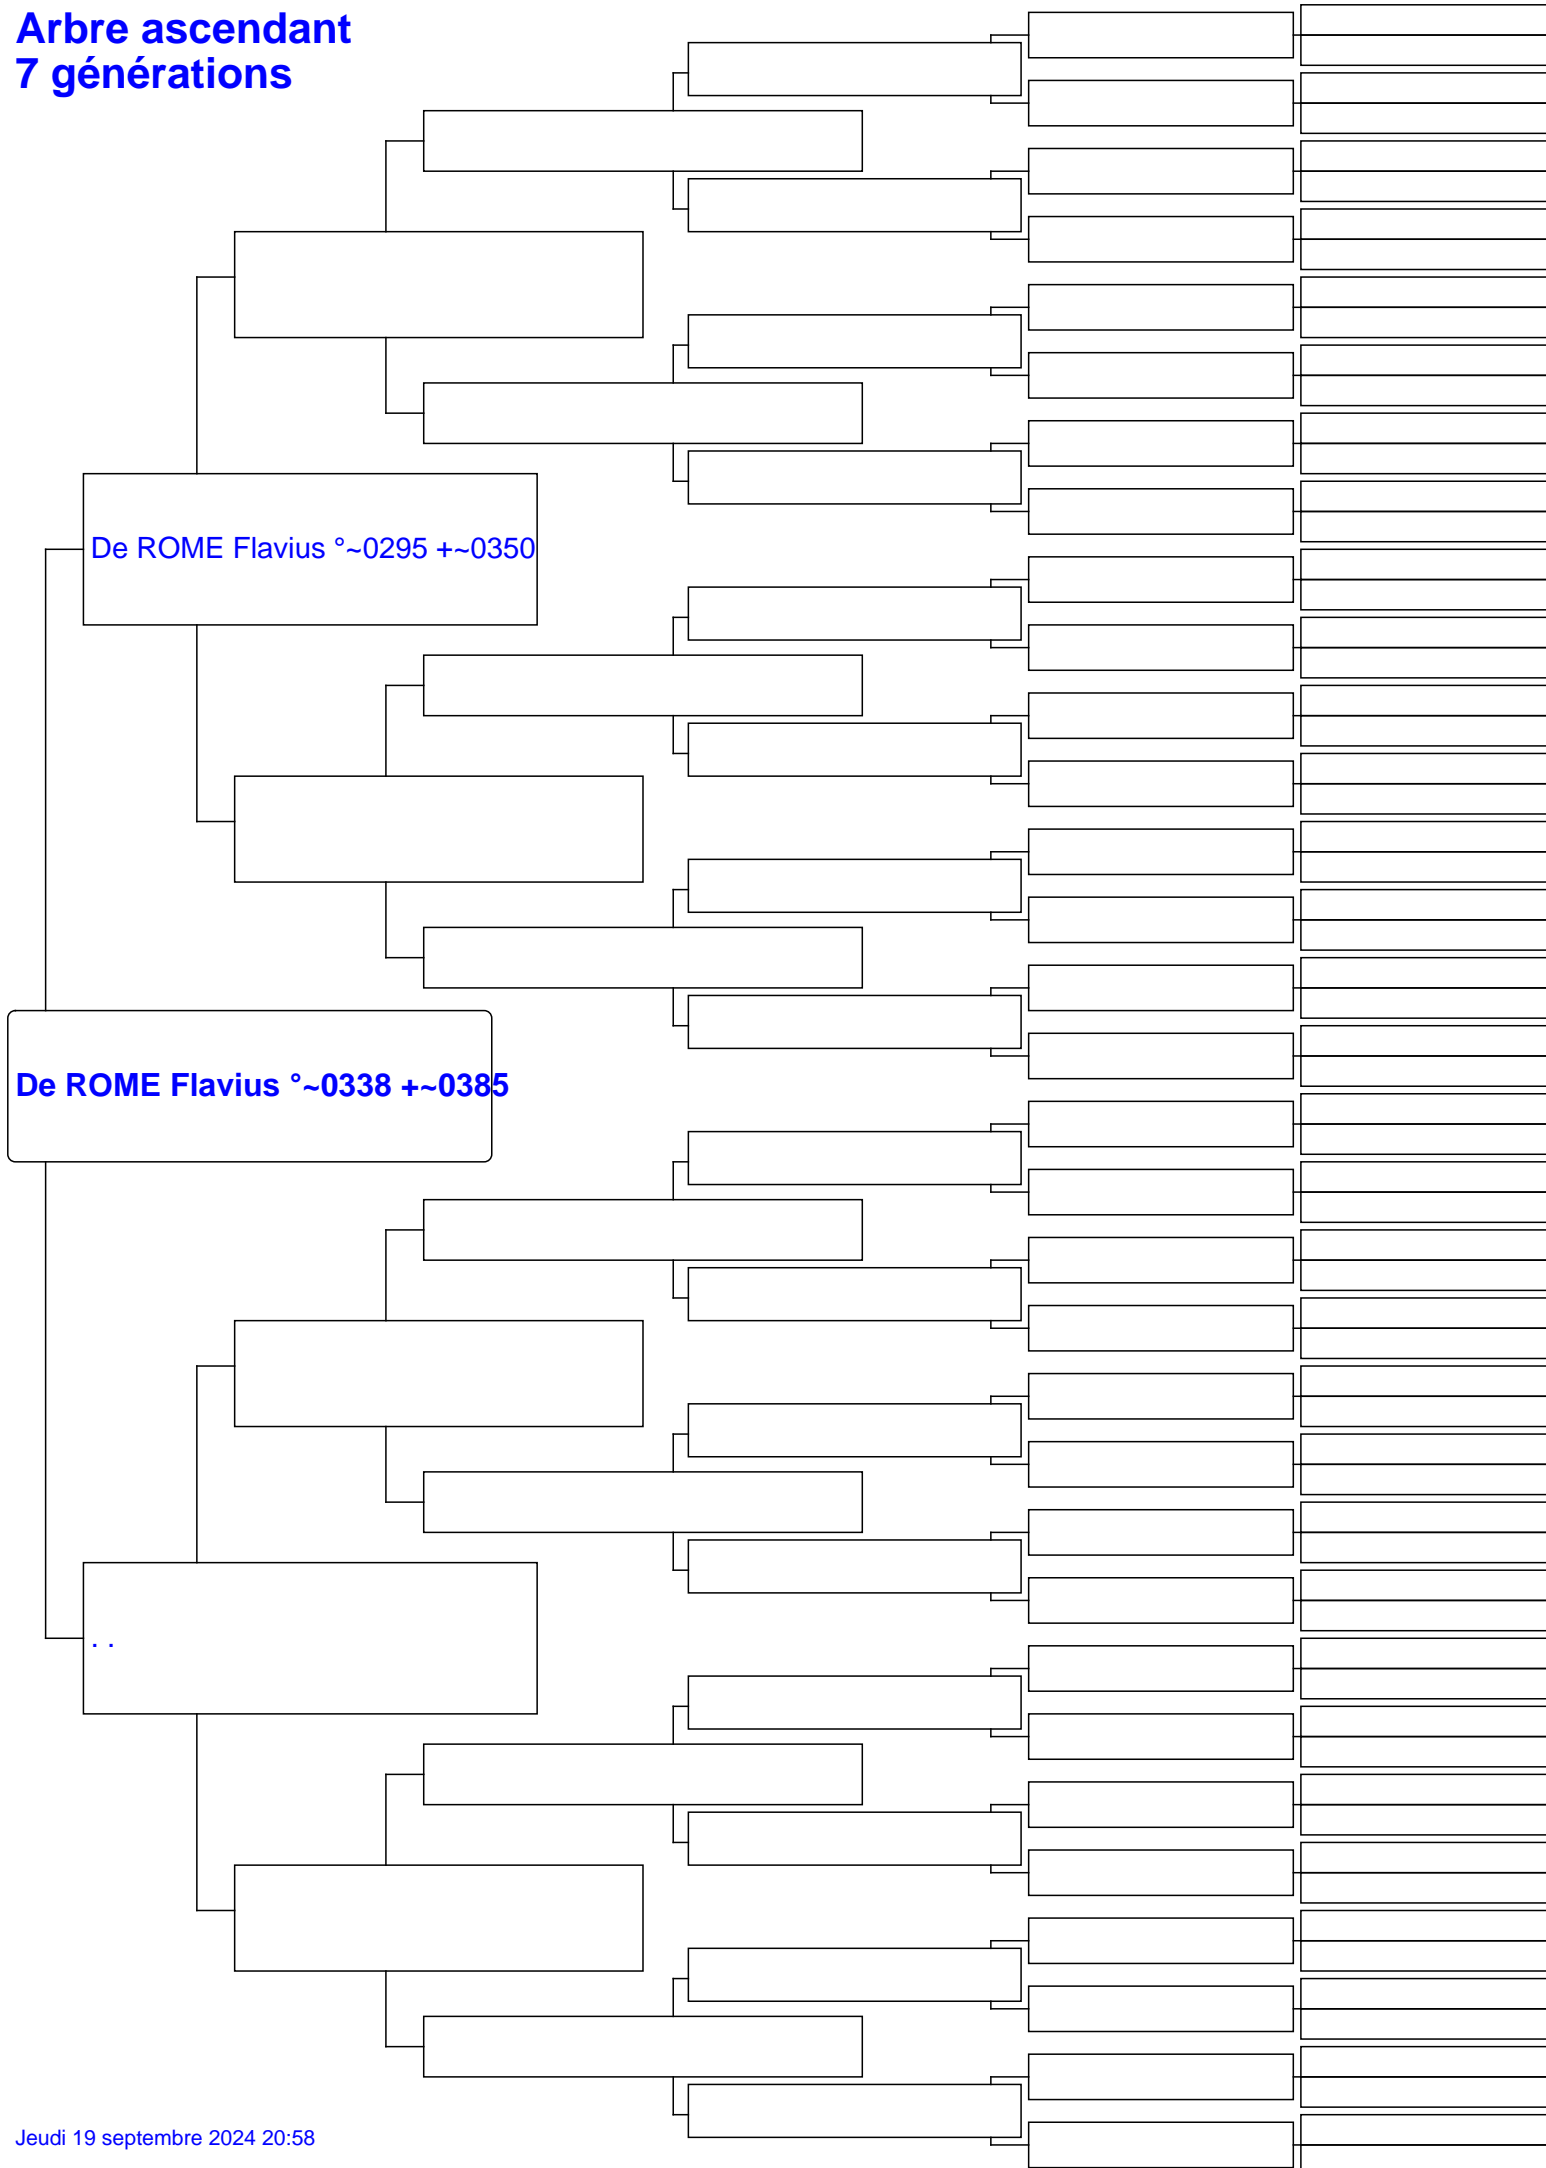 Arbre ascendant
7 générations
De ROME Flavius °~0295 +~0350
De ROME Flavius °~0338 +~0385
. .
Jeudi 19 septembre 2024 20:58